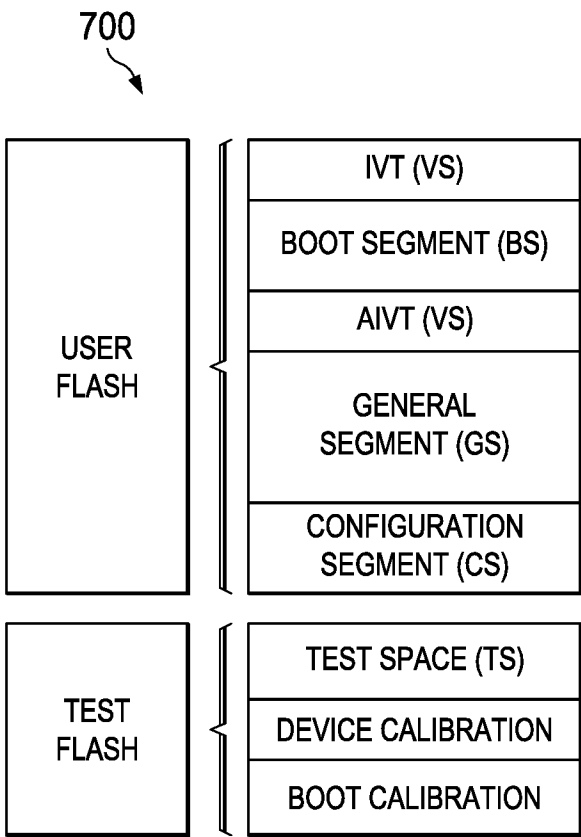 700
USER
FLASH
IVT (VS)
BOOT SEGMENT (BS)
AIVT (VS)
GENERAL
SEGMENT (GS)
CONFIGURATION
SEGMENT (CS)
TEST
FLASH
TEST SPACE (TS)
DEVICE CALIBRATION
BOOT CALIBRATION